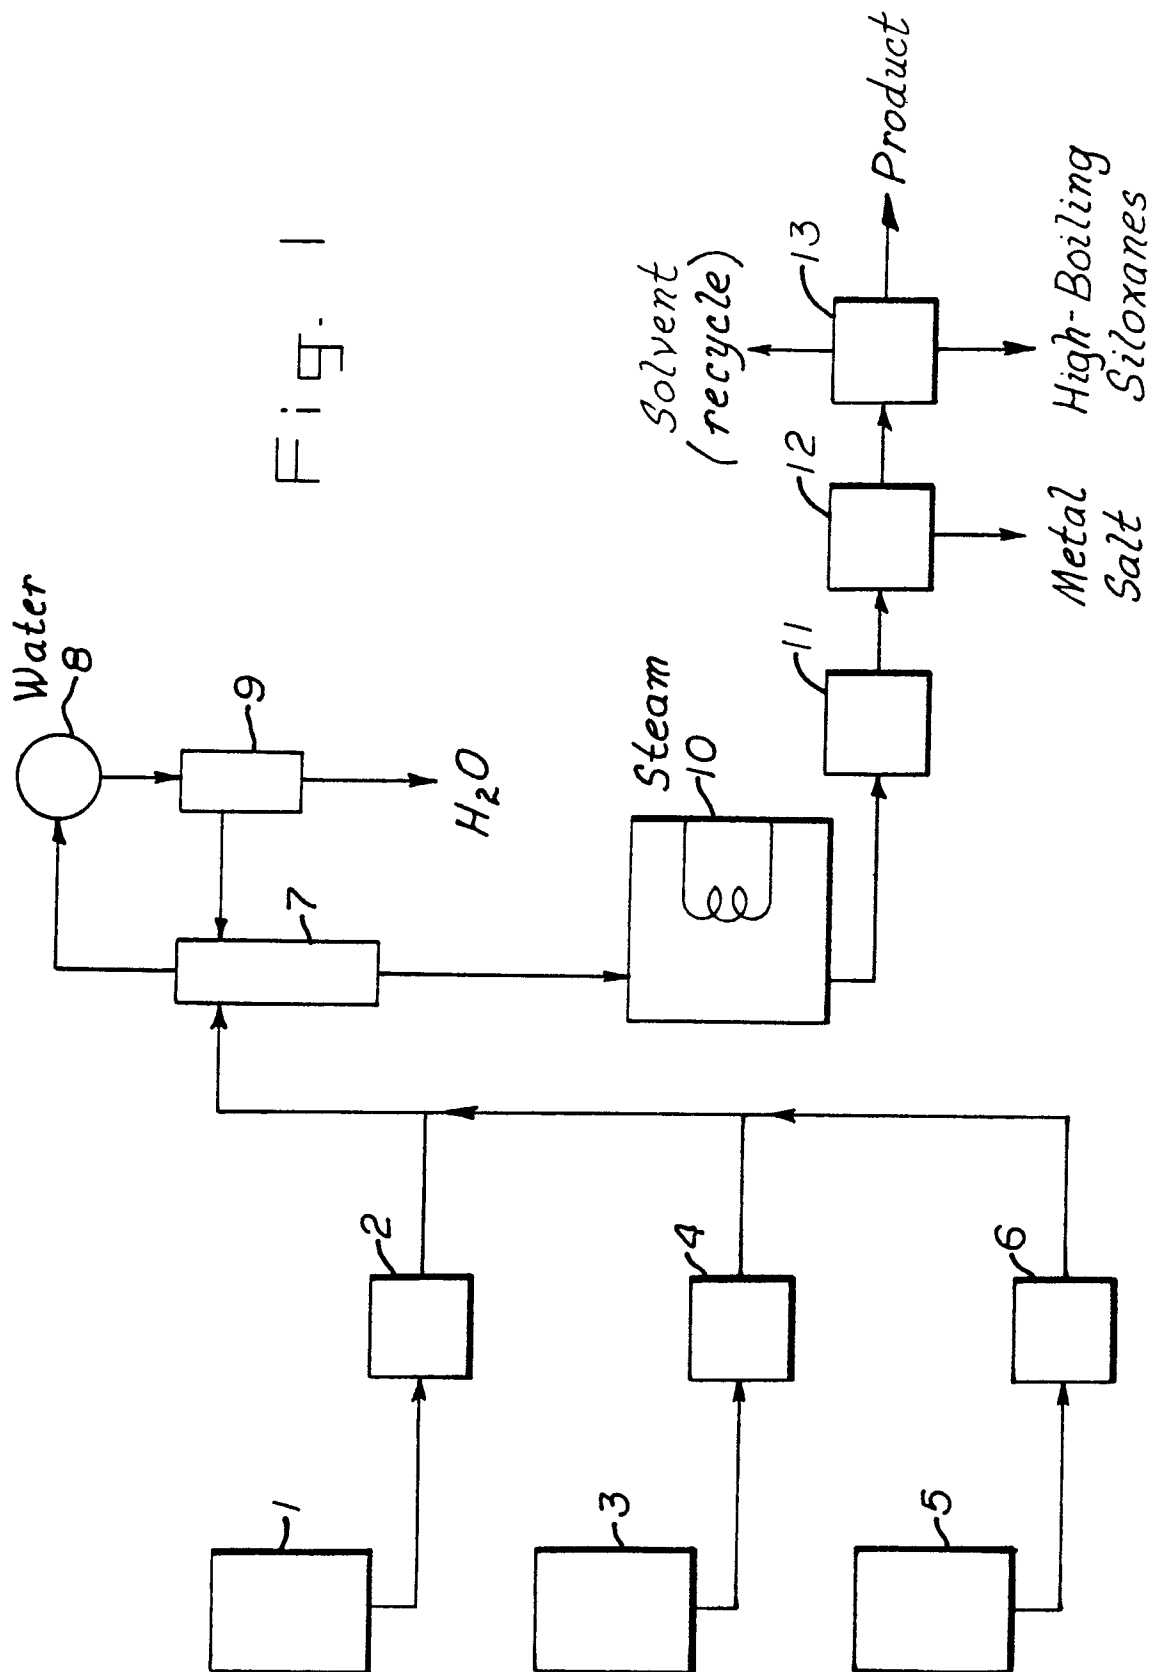 Fig. 1
1
2
3
4
5
6
7
Water
8
9
H₂O
Steam
10
11
12
13
Solvent
(recycle)
Product
Metal
Salt
High-Boiling
Siloxanes